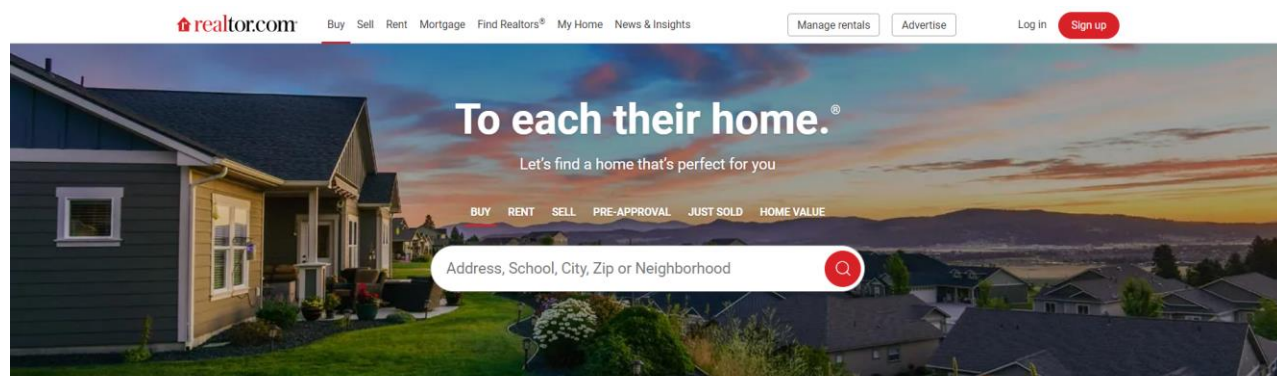 realtor.com Buy Sell Rent Mortgage Find Realtors® My Home News & Insights Manage rentals Advertise Log in Sign up
To each their home.®
Let's find a home that's perfect for you
BUY RENT SELL PRE-APPROVAL JUST SOLD HOME VALUE
Address, School, City, Zip or Neighborhood